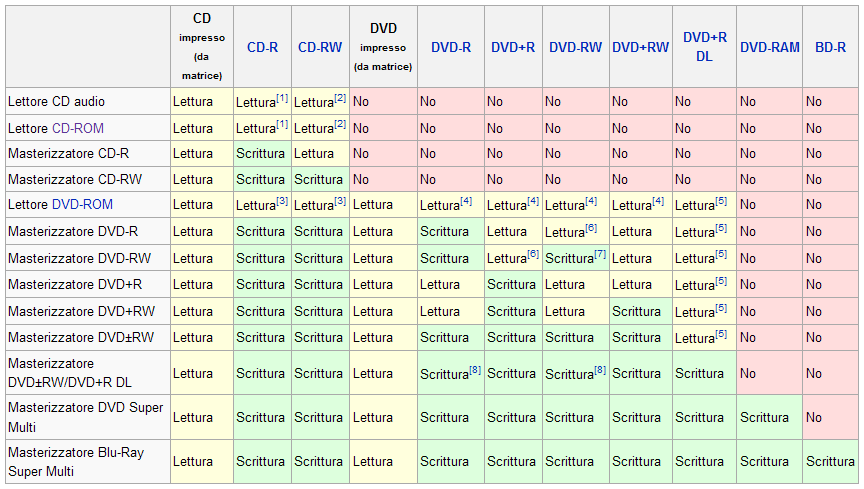 CD impresso (da matrice) CD-R CD-RW DVD impresso (da matrice) DVD-R DVD+R DVD-RW DVD+RW DVD+R DL DVD-RAM BD-R
Lettore CD audio Lettura Lettura[1] Lettura[2] No No No No No No No No
Lettore CD-ROM Lettura Lettura[1] Lettura[2] No No No No No No No No
Masterizzatore CD-R Lettura Scrittura Lettura No No No No No No No No
Masterizzatore CD-RW Lettura Scrittura Scrittura No No No No No No No No
Lettore DVD-ROM Lettura Lettura[3] Lettura[3] Lettura Lettura[4] Lettura[4] Lettura[4] Lettura[4] Lettura[5] No No
Masterizzatore DVD-R Lettura Scrittura Scrittura Lettura Scrittura Lettura Lettura[6] Lettura Lettura[5] No No
Masterizzatore DVD-RW Lettura Scrittura Scrittura Lettura Scrittura Lettura[6] Scrittura[7] Lettura Lettura[5] No No
Masterizzatore DVD+R Lettura Scrittura Scrittura Lettura Lettura Scrittura Lettura Lettura Lettura[5] No No
Masterizzatore DVD+RW Lettura Scrittura Scrittura Lettura Lettura Scrittura Lettura Scrittura Lettura[5] No No
Masterizzatore DVD±RW Lettura Scrittura Scrittura Lettura Scrittura Scrittura Scrittura Scrittura Lettura[5] No No
Masterizzatore DVD±RW/DVD+R DL Lettura Scrittura Scrittura Lettura Scrittura[8] Scrittura Scrittura[8] Scrittura Scrittura No No
Masterizzatore DVD Super Multi Lettura Scrittura Scrittura Lettura Scrittura Scrittura Scrittura Scrittura Scrittura Scrittura No
Masterizzatore Blu-Ray Super Multi Lettura Scrittura Scrittura Lettura Scrittura Scrittura Scrittura Scrittura Scrittura Scrittura Scrittura